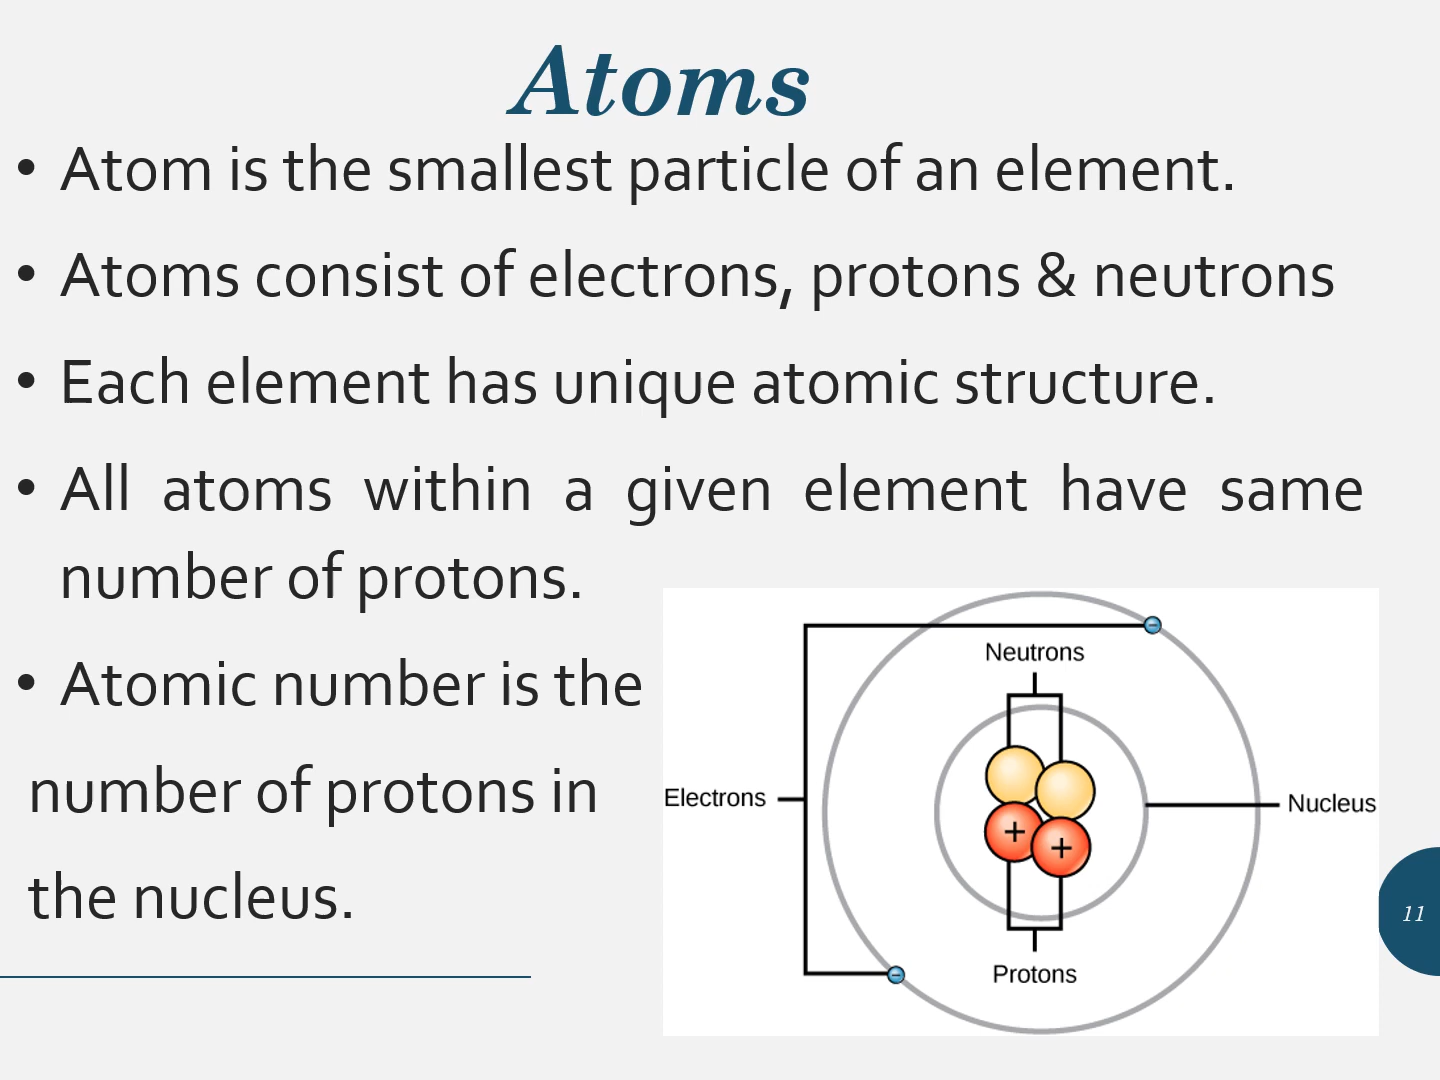 Atoms
• Atom is the smallest particle of an element.
• Atoms consist of electrons, protons & neutrons
• Each element has unique atomic structure.
• All atoms within a given element have same
number of protons.
• Atomic number is the
number of protons in
the nucleus.
Neutrons
+
+
Electrons
Nucleus
Protons
−
−
11